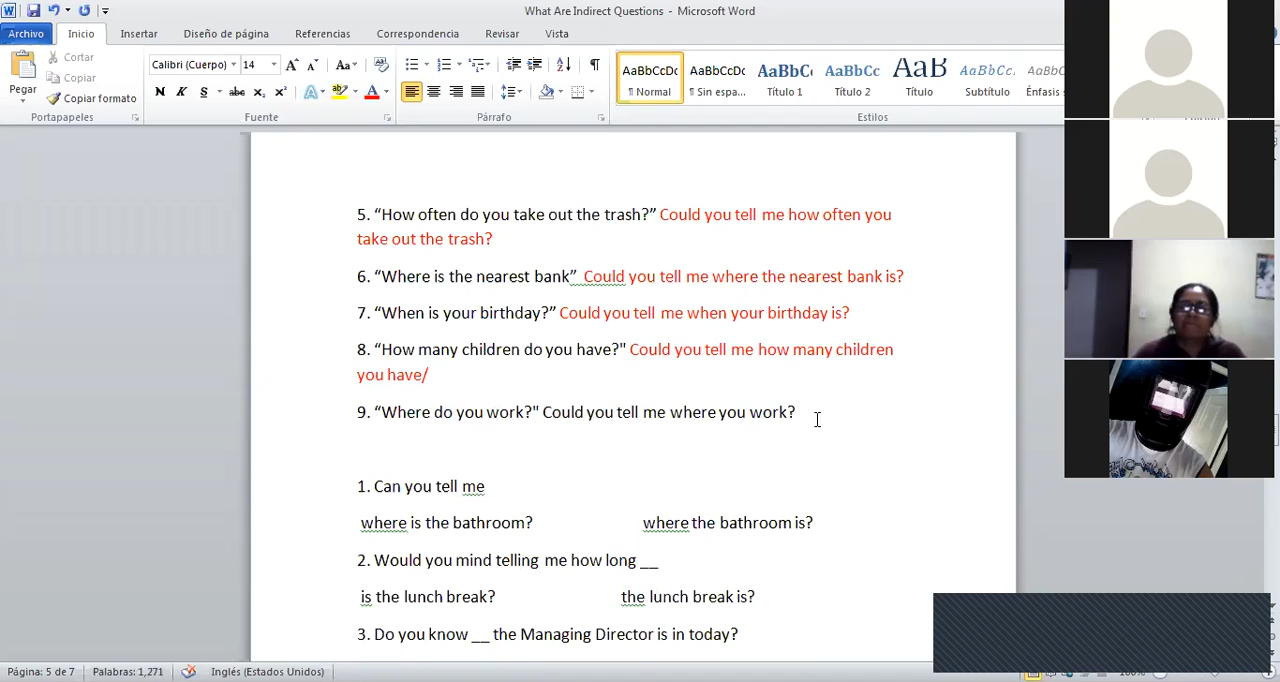 What Are Indirect Questions - Microsoft Word
Archivo Inicio Insertar Diseño de página Referencias Correspondencia Revisar Vista
Pegar Cortar Copiar Copiar formato
Calibri (Cuerpo) 14
N K S abc x₂ x²
AaBbCcDc AaBbCcDc AaBbC AaBbCc AaB AaBbCc. AaBbCc
¶ Normal ¶ Sin espa... Título 1 Título 2 Título Subtítulo Énfasis
Portapapeles Fuente Párrafo Estilos
5. “How often do you take out the trash?” Could you tell me how often you
take out the trash?
6. “Where is the nearest bank” Could you tell me where the nearest bank is?
7. “When is your birthday?” Could you tell me when your birthday is?
8. “How many children do you have?" Could you tell me how many children
you have/
9. “Where do you work?" Could you tell me where you work?
1. Can you tell me
where is the bathroom? where the bathroom is?
2. Would you mind telling me how long __
is the lunch break? the lunch break is?
3. Do you know __ the Managing Director is in today?
Página: 5 de 7 Palabras: 1,271 Inglés (Estados Unidos)